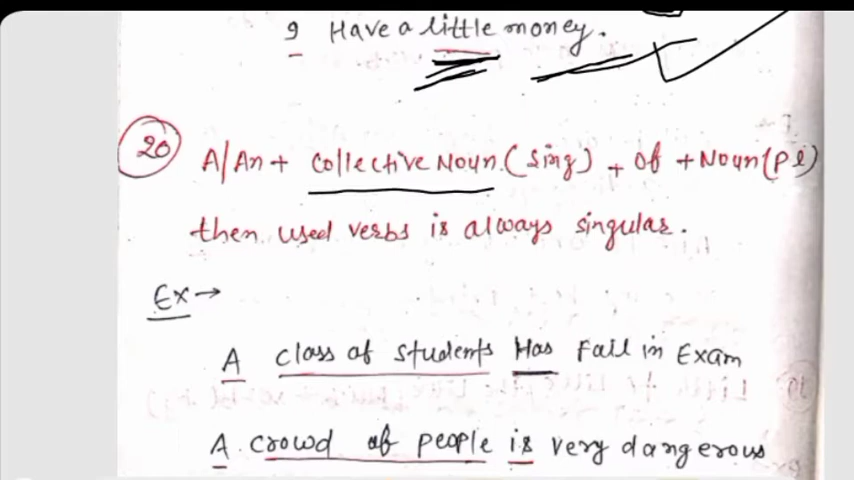 9 Have a little money.
20 A/An + Collective Noun (Sing) + of + Noun (Pl)
then used verbs is always singular.
Ex →
A class of students Has Fail in Exam
A crowd of people is very dangerous